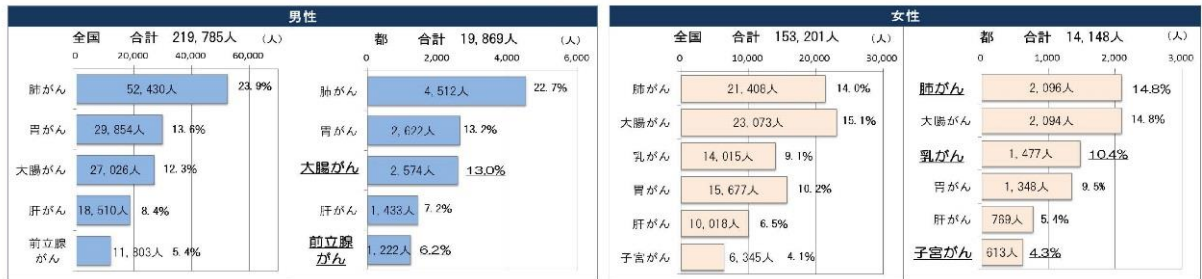 男性
全国 合計 219,785人 (人)
0 20,000 40,000 60,000
肺がん 52,430人 23.9%
胃がん 29,854人 13.6%
大腸がん 27,026人 12.3%
肝がん 18,510人 8.4%
前立腺がん 11,803人 5.4%
都 合計 19,869人 (人)
0 2,000 4,000 6,000
肺がん 4,512人 22.7%
胃がん 2,622人 13.2%
大腸がん 2,574人 13.0%
肝がん 1,433人 7.2%
前立腺がん 1,222人 6.2%
女性
全国 合計 153,201人 (人)
0 10,000 20,000 30,000
肺がん 21,408人 14.0%
大腸がん 23,073人 15.1%
乳がん 14,015人 9.1%
胃がん 15,677人 10.2%
肝がん 10,018人 6.5%
子宮がん 6,345人 4.1%
都 合計 14,148人 (人)
0 1,000 2,000 3,000
肺がん 2,096人 14.8%
大腸がん 2,094人 14.8%
乳がん 1,477人 10.4%
胃がん 1,348人 9.5%
肝がん 769人 5.4%
子宮がん 613人 4.3%